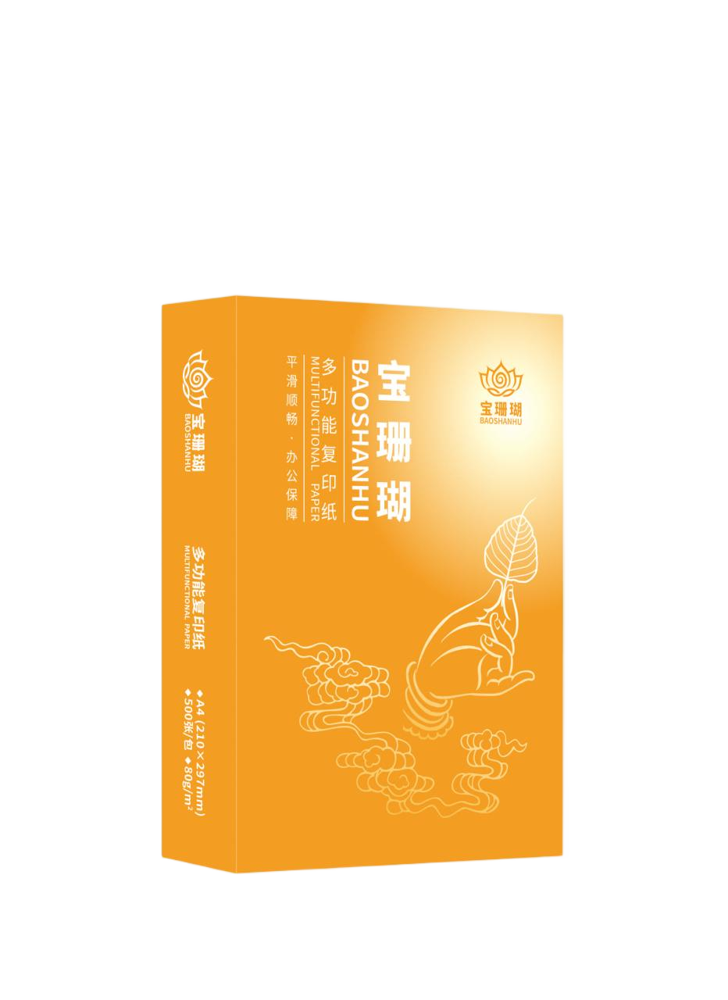 宝珊瑚
BAOSHANHU
多功能复印纸
MULTIFUNCTIONAL PAPER
平滑顺畅·办公保障
宝珊瑚
BAOSHANHU
宝珊瑚
BAOSHANHU
多功能复印纸
MULTIFUNCTIONAL PAPER
◆A4 (210×297mm)
◆500张/包 ◆80g/m²